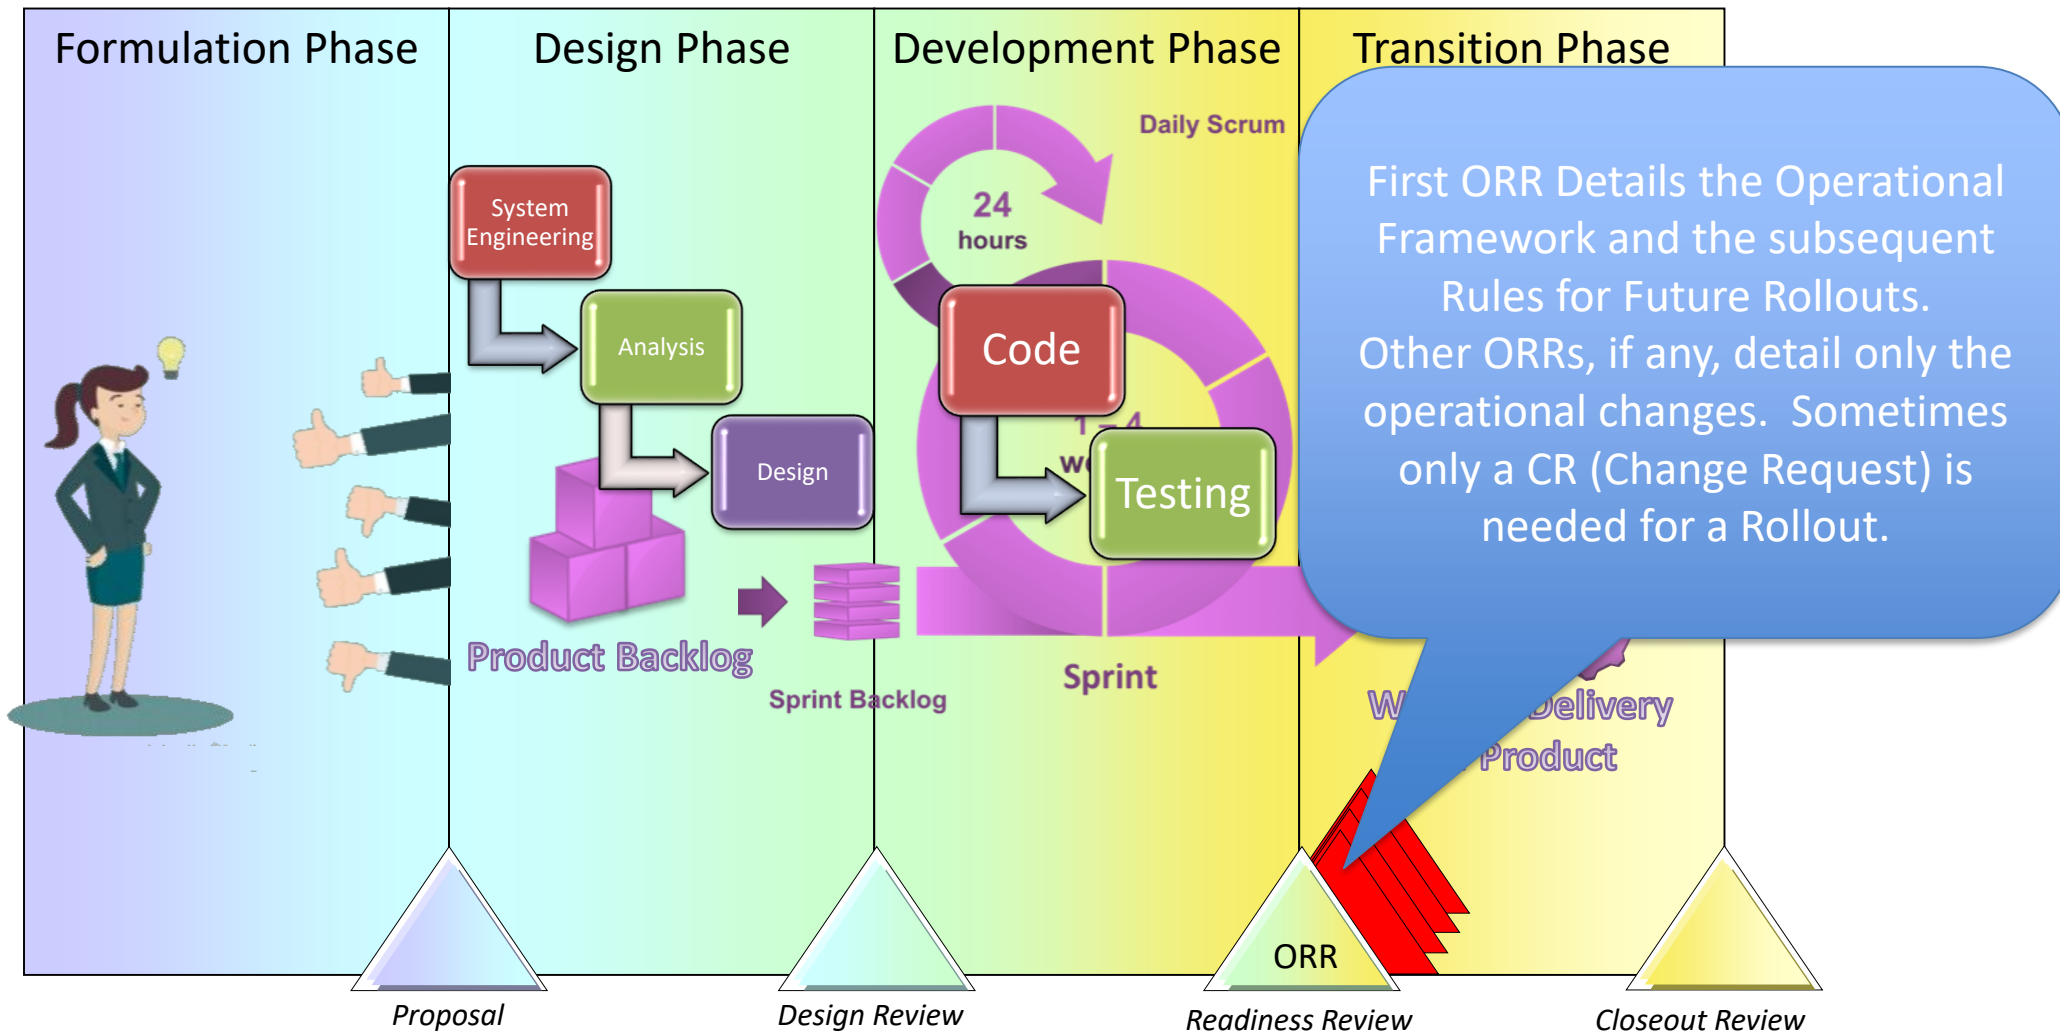 Formulation Phase
Design Phase
Development Phase
Transition Phase
Daily Scrum
24
hours
System
Engineering
Analysis
Design
Code
Testing
Product Backlog
Sprint Backlog
Sprint
First ORR Details the Operational
Framework and the subsequent
Rules for Future Rollouts.
Other ORRs, if any, detail only the
operational changes. Sometimes
only a CR (Change Request) is
needed for a Rollout.
Delivery
Product
ORR
Proposal
Design Review
Readiness Review
Closeout Review